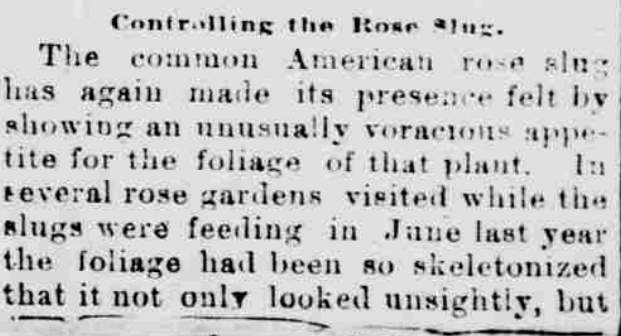 Controlling the Rose Slug.
The common American rose slug
has again made its presence felt by
showing an unusually voracious appe-
tite for the foliage of that plant. In
several rose gardens visited while the
slugs were feeding in June last year
the foliage had been so skeletonized
that it not only looked unsightly, but